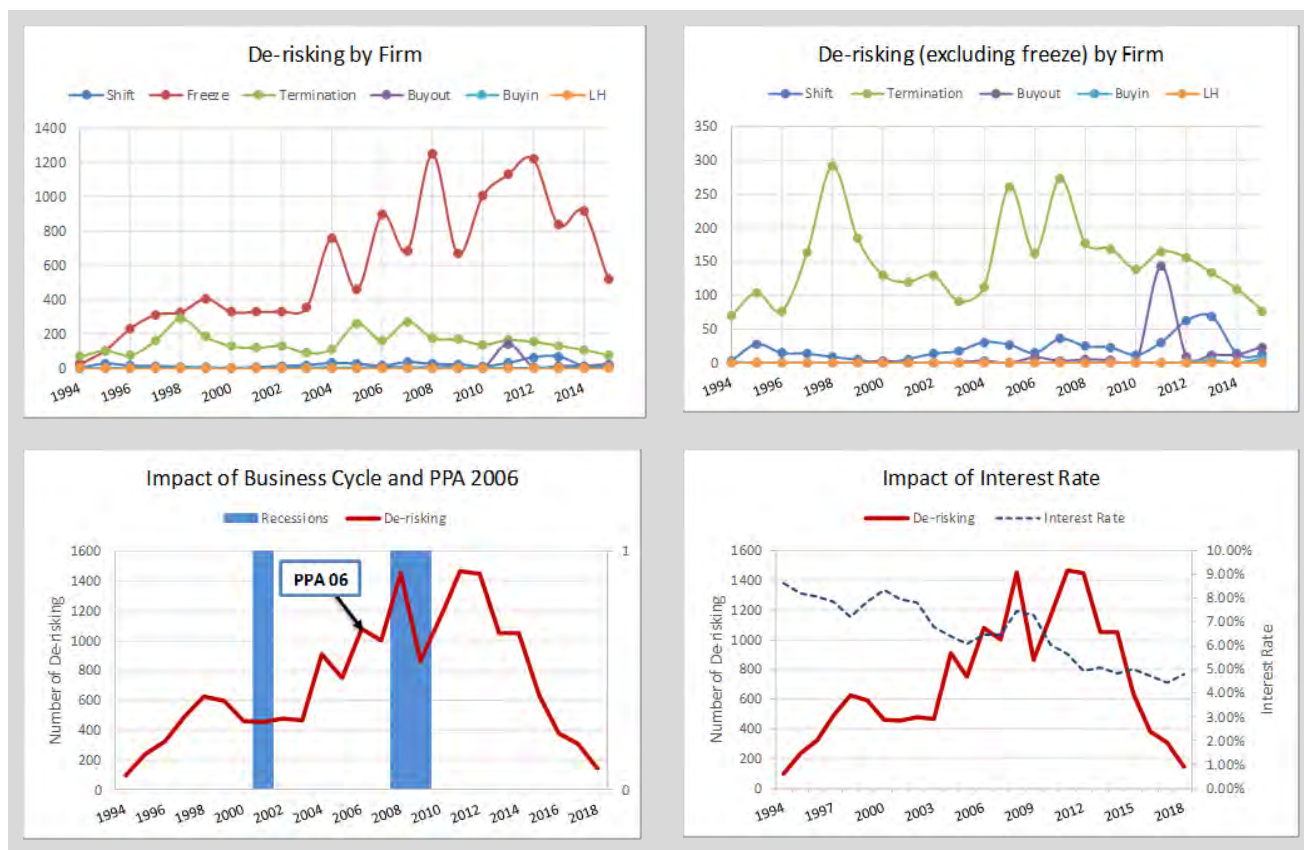 De-risking by Firm
Shift Freeze Termination Buyout Buyin LH
1400
1200
1000
800
600
400
200
0
1994 1996 1998 2000 2002 2004 2006 2008 2010 2012 2014
De-risking (excluding freeze) by Firm
Shift Termination Buyout Buyin LH
350
300
250
200
150
100
50
0
1994 1996 1998 2000 2002 2004 2006 2008 2010 2012 2014
Impact of Business Cycle and PPA 2006
Recessions De-risking
Number of De-risking
1600
1400
1200
1000
800
600
400
200
0
PPA 06
1
0
1994 1996 1998 2000 2002 2004 2006 2008 2010 2012 2014 2016 2018
Impact of Interest Rate
De-risking Interest Rate
Number of De-risking
1600
1400
1200
1000
800
600
400
200
0
10.00%
9.00%
8.00%
7.00%
6.00%
5.00%
4.00%
3.00%
2.00%
1.00%
0.00%
Interest Rate
1994 1997 2000 2003 2006 2009 2012 2015 2018